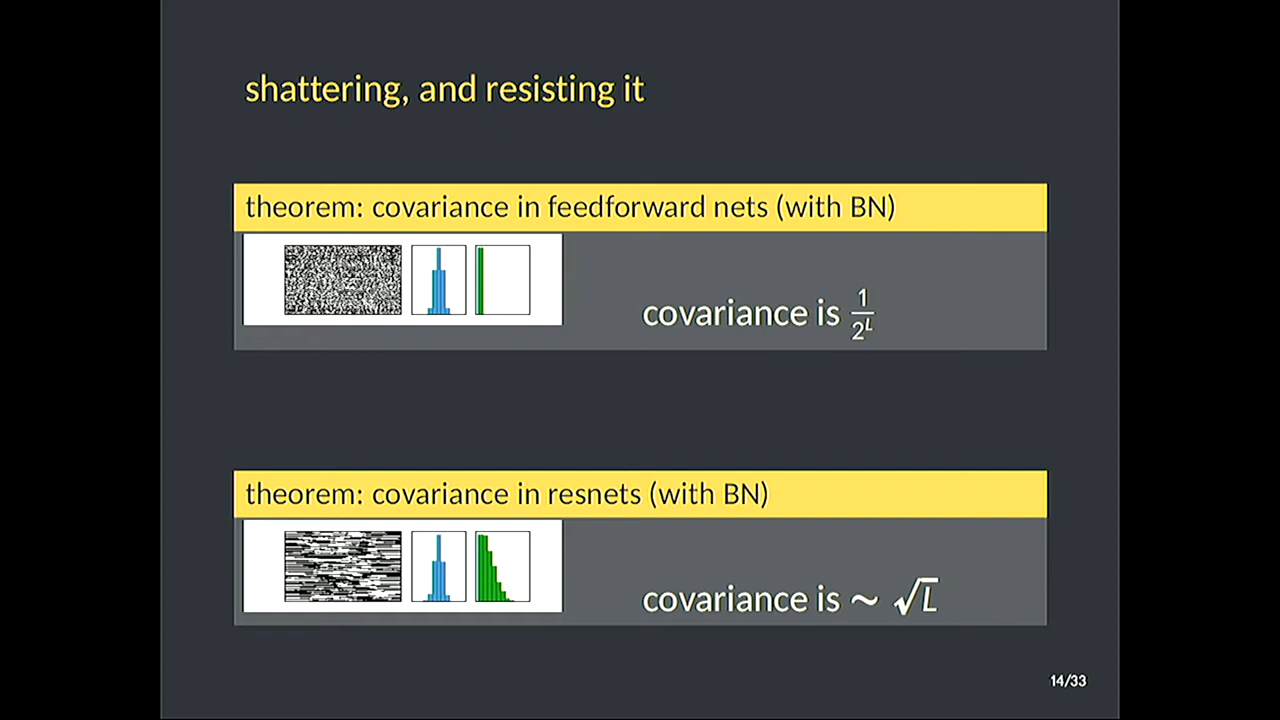 shattering, and resisting it
theorem: covariance in feedforward nets (with BN)
covariance is 1/2^L
theorem: covariance in resnets (with BN)
covariance is ~ √L
14/33